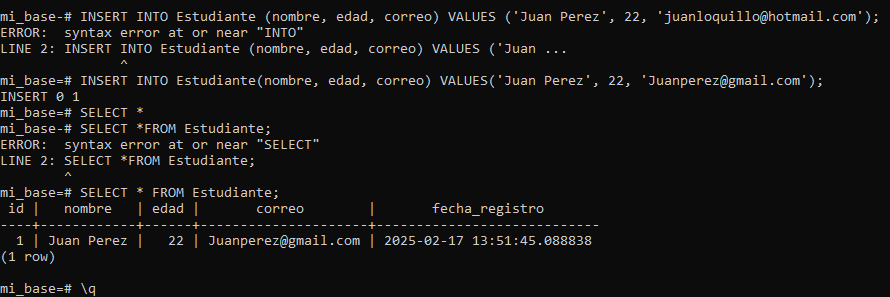 mi_base-# INSERT INTO Estudiante (nombre, edad, correo) VALUES ('Juan Perez', 22, 'juanloquillo@hotmail.com');
ERROR:  syntax error at or near "INTO"
LINE 2: INSERT INTO Estudiante (nombre, edad, correo) VALUES ('Juan ...
               ^
mi_base=# INSERT INTO Estudiante(nombre, edad, correo) VALUES('Juan Perez', 22, 'Juanperez@gmail.com');
INSERT 0 1
mi_base=# SELECT *
mi_base-# SELECT *FROM Estudiante;
ERROR:  syntax error at or near "SELECT"
LINE 2: SELECT *FROM Estudiante;
        ^
mi_base=# SELECT * FROM Estudiante;
 id |   nombre   | edad |       correo        |       fecha_registro
----+------------+------+---------------------+----------------------------
  1 | Juan Perez |   22 | Juanperez@gmail.com | 2025-02-17 13:51:45.088838
(1 row)
mi_base=# \q